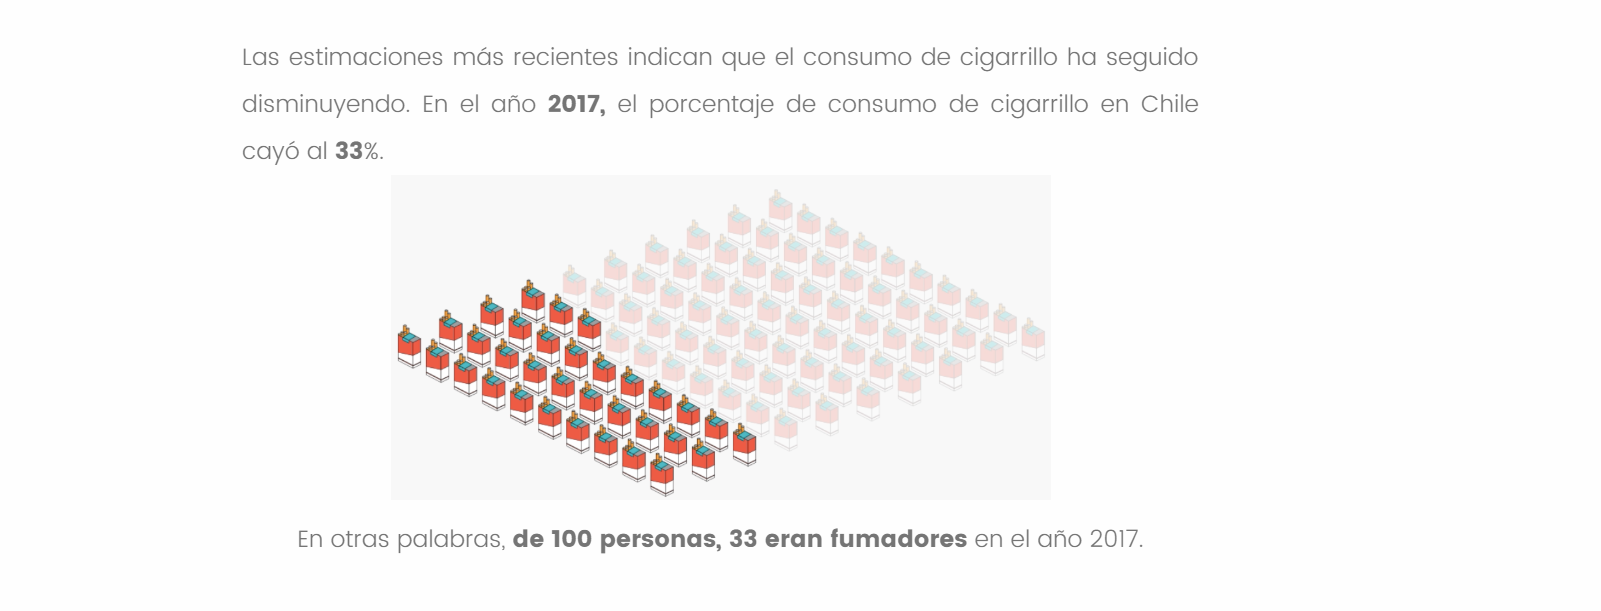 Las estimaciones más recientes indican que el consumo de cigarrillo ha seguido
disminuyendo. En el año 2017, el porcentaje de consumo de cigarrillo en Chile
cayó al 33%.
En otras palabras, de 100 personas, 33 eran fumadores en el año 2017.